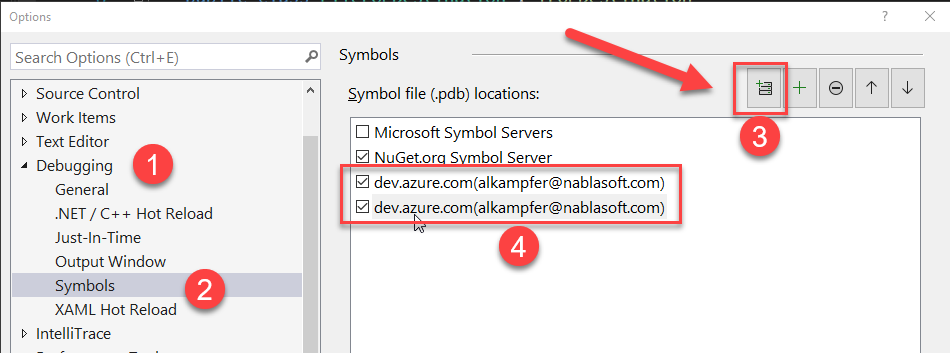 Options
?
Search Options (Ctrl+E)
Source Control
Work Items
Text Editor
Debugging
1
General
.NET / C++ Hot Reload
Just-In-Time
Output Window
Symbols
2
XAML Hot Reload
IntelliTrace
Symbols
Symbol file (.pdb) locations:
3
Microsoft Symbol Servers
NuGet.org Symbol Server
dev.azure.com(alkampfer@nablasoft.com)
dev.azure.com(alkampfer@nablasoft.com)
4